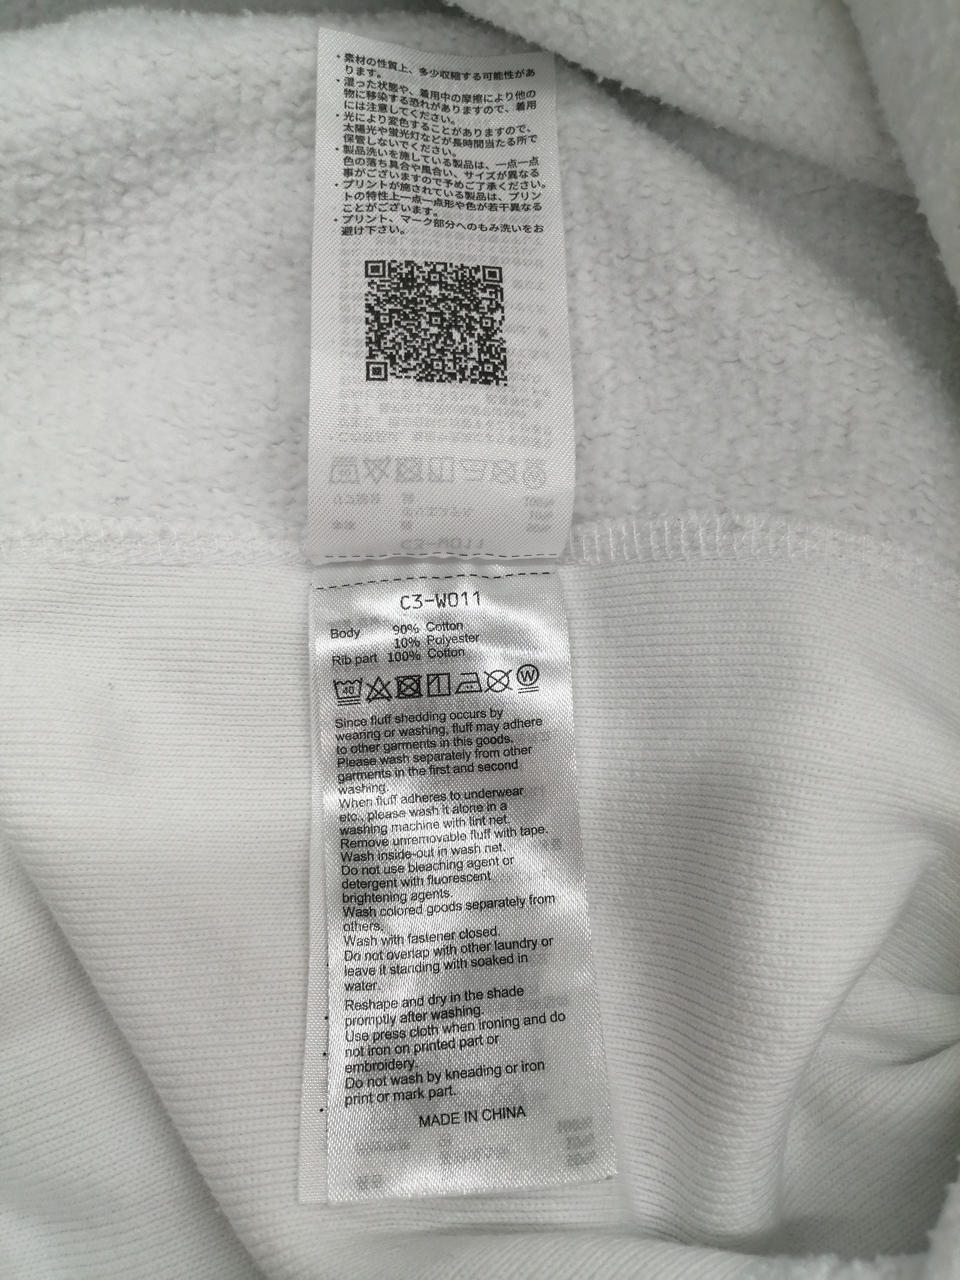 ・素材の性質上、多少収縮する可能性があ
ります。
・湿った状態や、着用中の摩擦により他の
物に移染する恐れがありますので、着用
には注意してください。
・光により変色することがありますので、
太陽光や蛍光灯などが長時間当たる所で
保管しないでください。
・製品洗いを施している製品は、一点一点
色の落ち具合や風合い、サイズが異なる
事がございますので予めご了承ください。
・プリントが施されている製品は、プリン
トの特性上一点一点形や色が若干異なる
ことがございます。
・プリント、マーク部分へのもみ洗いをお
避け下さい。
C3-W011
Body 90% Cotton
10% Polyester
Rib part 100% Cotton
40 W
Since fluff shedding occurs by
wearing or washing, fluff may adhere
to other garments in this goods.
Please wash separately from other
garments in the first and second
washing.
When fluff adheres to underwear
etc., please wash it alone in a
washing machine with lint net.
Remove unremovable fluff with tape.
Wash inside-out in wash net.
Do not use bleaching agent or
detergent with fluorescent
brightening agents.
Wash colored goods separately from
others.
Wash with fastener closed.
Do not overlap with other laundry or
leave it standing with soaked in
water.
Reshape and dry in the shade
promptly after washing.
Use press cloth when ironing and do
not iron on printed part or
embroidery.
Do not wash by kneading or iron
print or mark part.
MADE IN CHINA